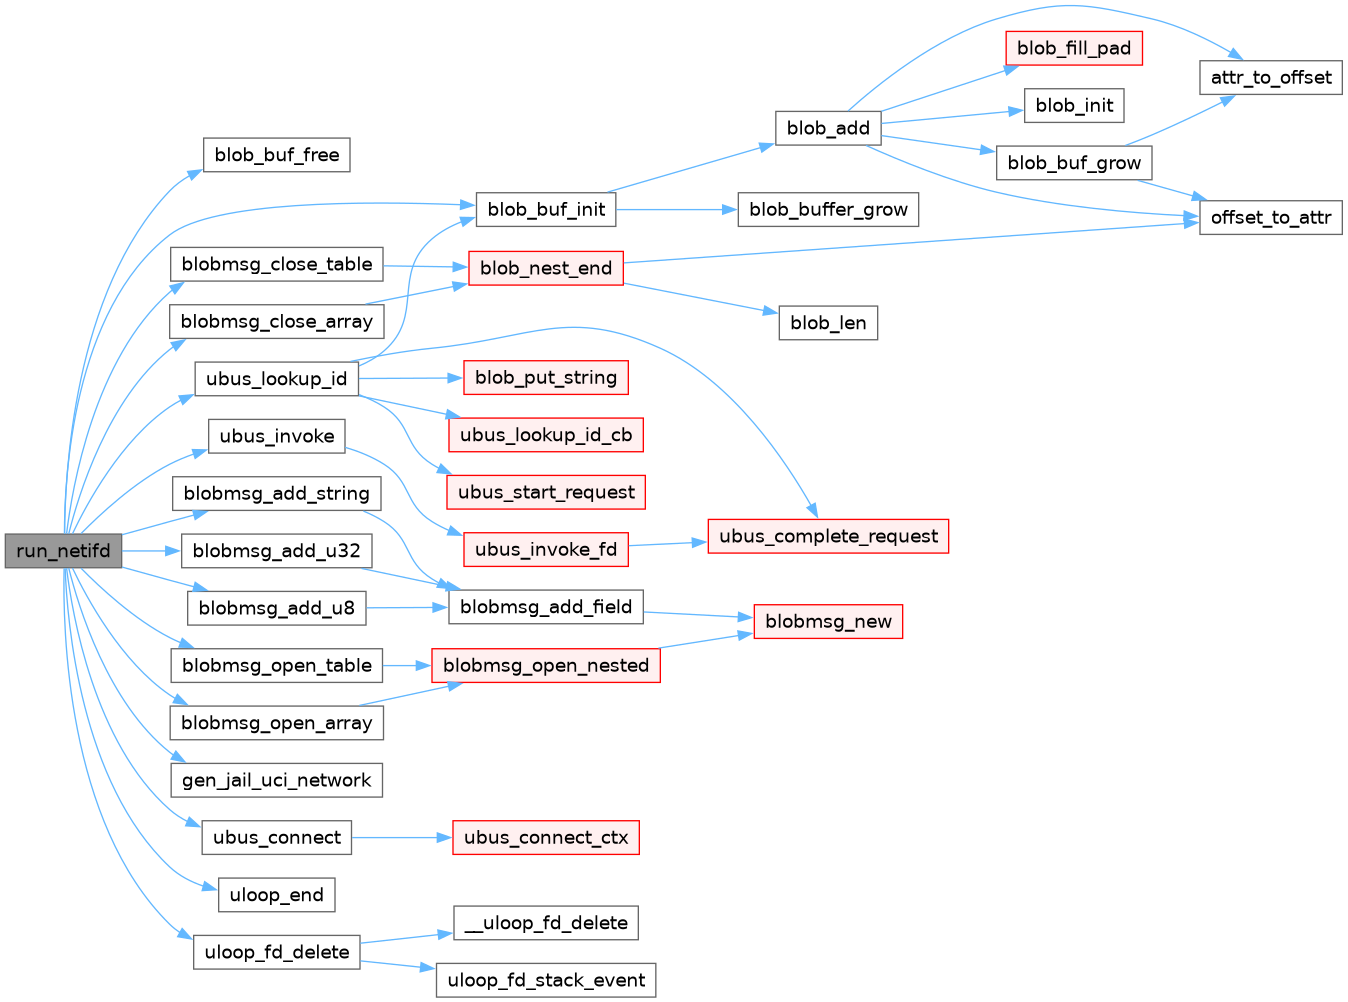 run_netifd
blob_buf_free
blob_buf_init
blobmsg_close_table
blobmsg_close_array
ubus_lookup_id
ubus_invoke
blobmsg_add_string
blobmsg_add_u32
blobmsg_add_u8
blobmsg_open_table
blobmsg_open_array
gen_jail_uci_network
ubus_connect
uloop_end
uloop_fd_delete
blob_nest_end
blob_put_string
ubus_lookup_id_cb
ubus_start_request
ubus_invoke_fd
blobmsg_add_field
blobmsg_open_nested
ubus_connect_ctx
__uloop_fd_delete
uloop_fd_stack_event
blob_add
blob_buffer_grow
blob_len
ubus_complete_request
blobmsg_new
blob_fill_pad
blob_init
blob_buf_grow
attr_to_offset
offset_to_attr